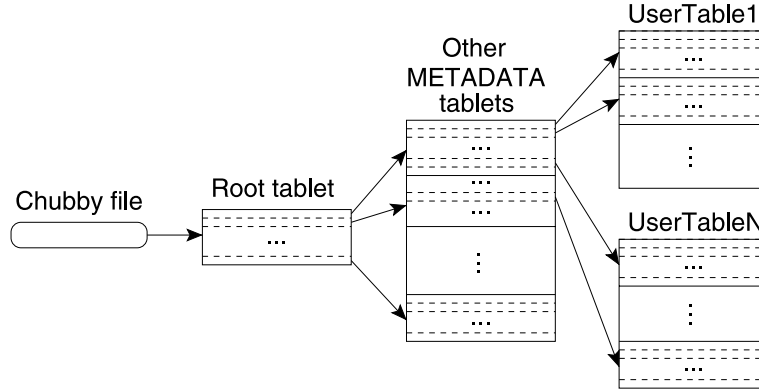 Chubby file
Root tablet
...
Other
METADATA
tablets
...
...
...
...
UserTable1
...
...
UserTableN
...
...